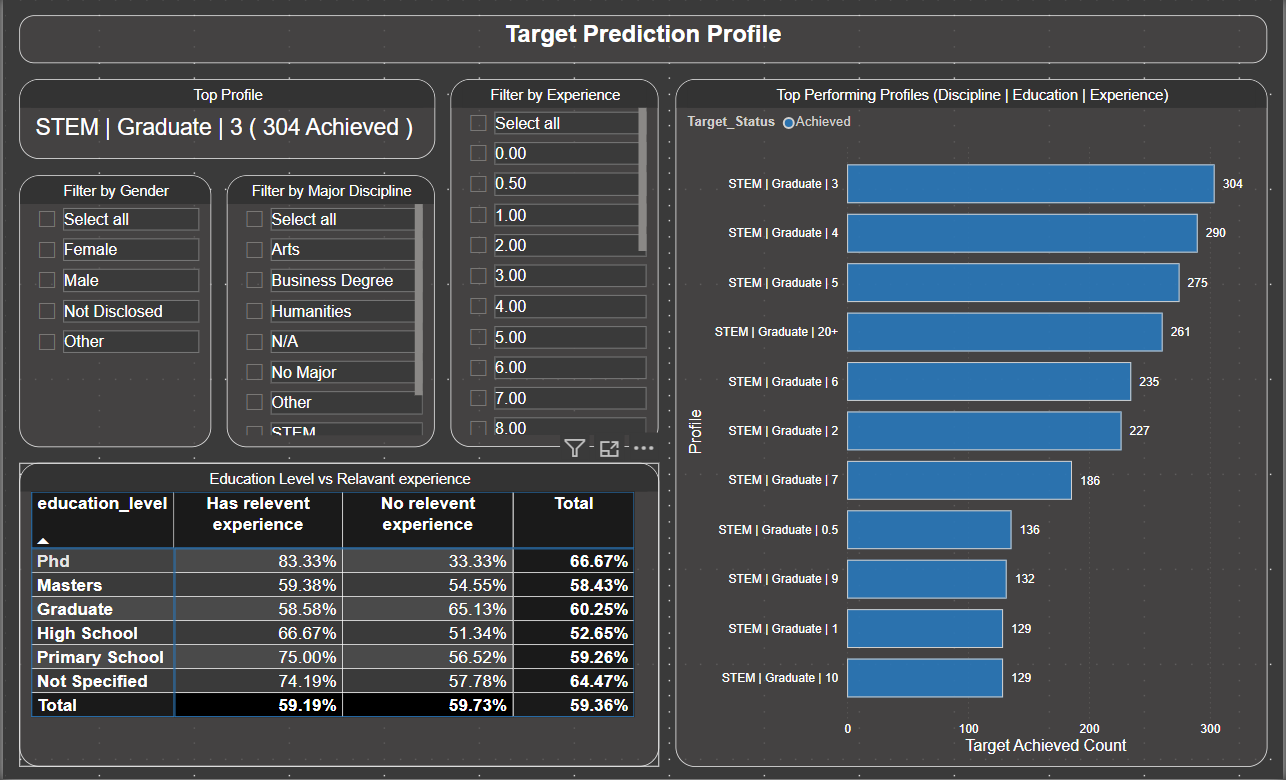 Target Prediction Profile
Top Profile
STEM | Graduate | 3 ( 304 Achieved )
Filter by Gender
Select all
Female
Male
Not Disclosed
Other
Filter by Major Discipline
Select all
Arts
Business Degree
Humanities
N/A
No Major
Other
STEM
Filter by Experience
Select all
0.00
0.50
1.00
2.00
3.00
4.00
5.00
6.00
7.00
8.00
Education Level vs Relavant experience
education_level Has relevent experience No relevent experience Total
Phd 83.33% 33.33% 66.67%
Masters 59.38% 54.55% 58.43%
Graduate 58.58% 65.13% 60.25%
High School 66.67% 51.34% 52.65%
Primary School 75.00% 56.52% 59.26%
Not Specified 74.19% 57.78% 64.47%
Total 59.19% 59.73% 59.36%
Top Performing Profiles (Discipline | Education | Experience)
Target_Status Achieved
Profile
STEM | Graduate | 3 304
STEM | Graduate | 4 290
STEM | Graduate | 5 275
STEM | Graduate | 20+ 261
STEM | Graduate | 6 235
STEM | Graduate | 2 227
STEM | Graduate | 7 186
STEM | Graduate | 0.5 136
STEM | Graduate | 9 132
STEM | Graduate | 1 129
STEM | Graduate | 10 129
0 100 200 300
Target Achieved Count